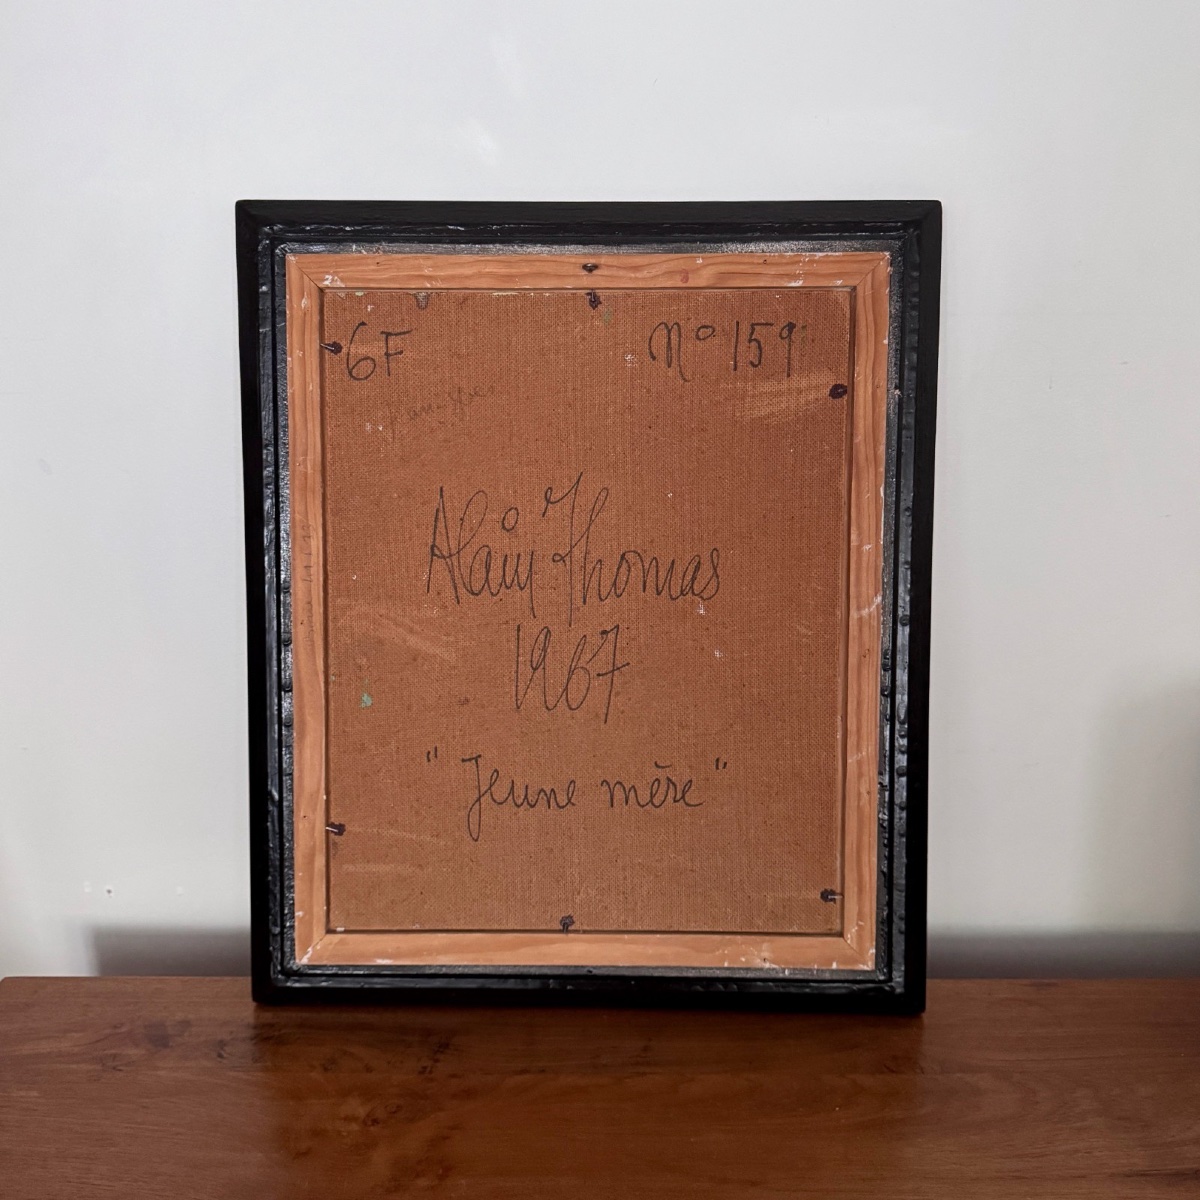 6F
N° 159
Alain Thomas
1967
"Jeune mère"